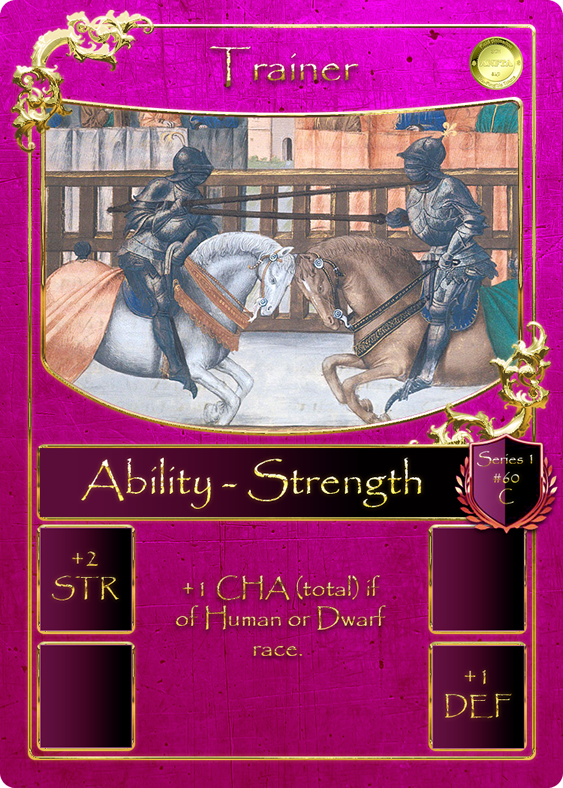 Trainer
Ability - Strength
Series 1
#60
C
+2
STR
+1 CHA (total) if
of Human or Dwarf
race.
+1
DEF